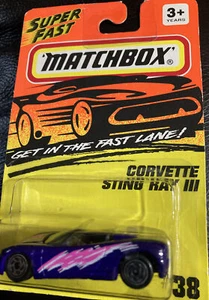 SUPER
FAST
3+
YEARS
MATCHBOX®
GET IN THE FAST LANE!
CORVETTE
STING RAY III
38